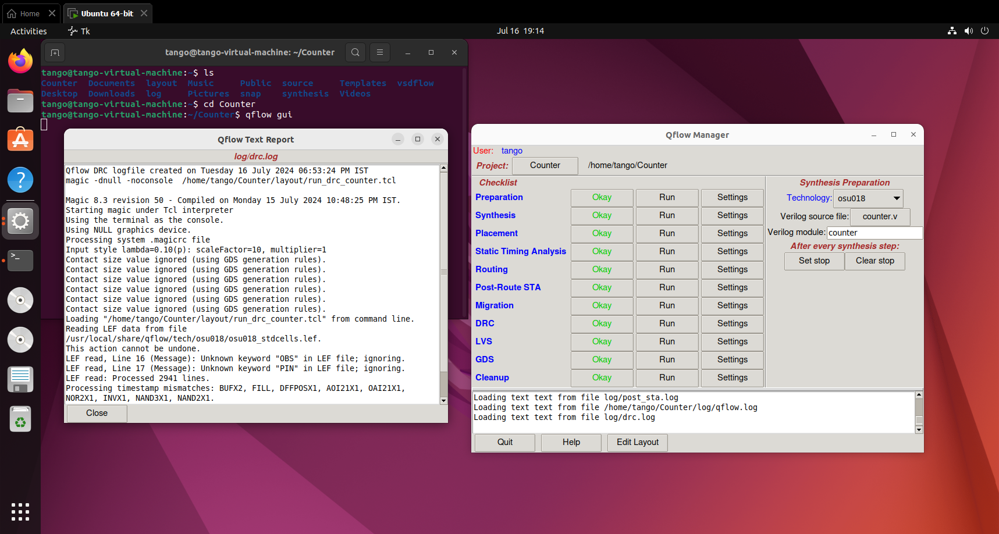 Home
Ubuntu 64-bit
Activities
Tk
Jul 16 19:14
tango@tango-virtual-machine: ~/Counter
tango@tango-virtual-machine:~$ ls
Counter Documents layout Music Public source Templates vsdflow
Desktop Downloads log Pictures snap synthesis Videos
tango@tango-virtual-machine:~$ cd Counter
tango@tango-virtual-machine:~/Counter$ qflow gui
Qflow Text Report
log/drc.log
Qflow DRC logfile created on Tuesday 16 July 2024 06:53:24 PM IST
magic -dnull -noconsole /home/tango/Counter/layout/run_drc_counter.tcl
Magic 8.3 revision 50 - Compiled on Monday 15 July 2024 10:48:25 PM IST.
Starting magic under Tcl interpreter
Using the terminal as the console.
Using NULL graphics device.
Processing system .magicrc file
Input style lambda=0.10(p): scaleFactor=10, multiplier=1
Contact size value ignored (using GDS generation rules).
Contact size value ignored (using GDS generation rules).
Contact size value ignored (using GDS generation rules).
Contact size value ignored (using GDS generation rules).
Contact size value ignored (using GDS generation rules).
Contact size value ignored (using GDS generation rules).
Loading "/home/tango/Counter/layout/run_drc_counter.tcl" from command line.
Reading LEF data from file
/usr/local/share/qflow/tech/osu018/osu018_stdcells.lef.
This action cannot be undone.
LEF read, Line 16 (Message): Unknown keyword "OBS" in LEF file; ignoring.
LEF read, Line 17 (Message): Unknown keyword "PIN" in LEF file; ignoring.
LEF read: Processed 2941 lines.
Processing timestamp mismatches: BUFX2, FILL, DFFPOSX1, AOI21X1, OAI21X1,
NOR2X1, INVX1, NAND3X1, NAND2X1.
Close
Qflow Manager
User: tango
Project: Counter /home/tango/Counter
Checklist
Preparation Okay Run Settings
Synthesis Okay Run Settings
Placement Okay Run Settings
Static Timing Analysis Okay Run Settings
Routing Okay Run Settings
Post-Route STA Okay Run Settings
Migration Okay Run Settings
DRC Okay Run Settings
LVS Okay Run Settings
GDS Okay Run Settings
Cleanup Okay Run Settings
Synthesis Preparation
Technology: osu018
Verilog source file: counter.v
Verilog module: counter
After every synthesis step:
Set stop Clear stop
Loading text text from file log/post_sta.log
Loading text text from file /home/tango/Counter/log/qflow.log
Loading text text from file log/drc.log
Quit Help Edit Layout